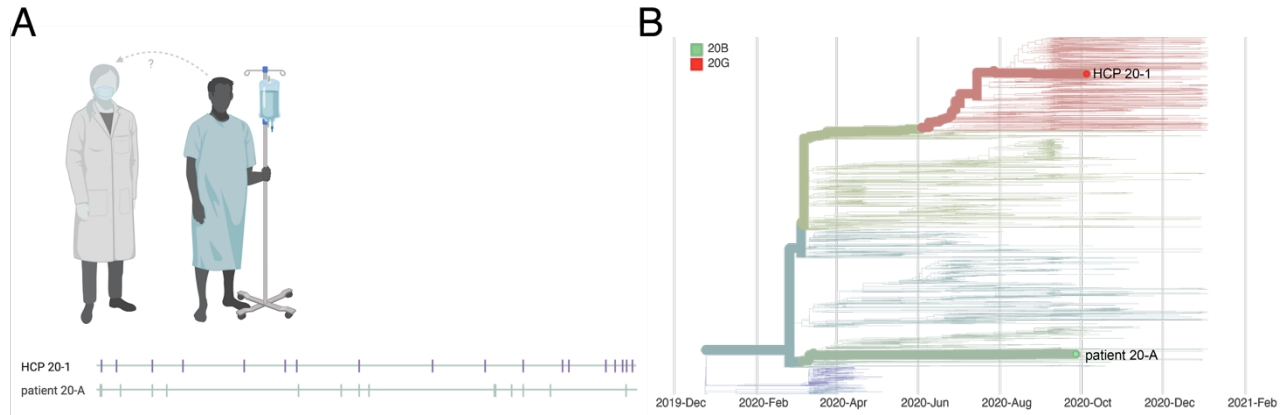 A
?
HCP 20-1
patient 20-A
B
20B
20G
HCP 20-1
patient 20-A
2019-Dec 2020-Feb 2020-Apr 2020-Jun 2020-Aug 2020-Oct 2020-Dec 2021-Feb